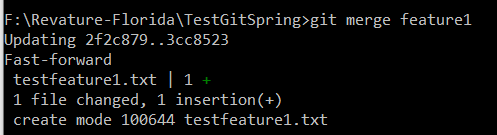 F:\Revature-Florida\TestGitSpring>git merge feature1
Updating 2f2c879..3cc8523
Fast-forward
 testfeature1.txt | 1 +
 1 file changed, 1 insertion(+)
 create mode 100644 testfeature1.txt